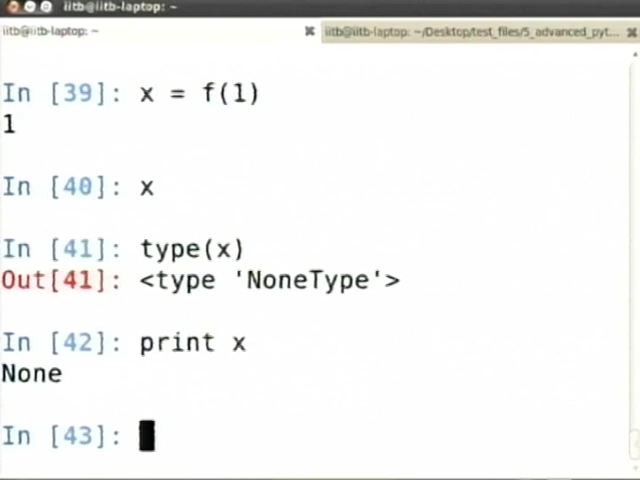 iitb@iitb-laptop: ~
iitb@iitb-laptop: ~
iitb@iitb-laptop: ~/Desktop/test_files/5_advanced_pyt...
In [39]: x = f(1)
1
In [40]: x
In [41]: type(x)
Out[41]: <type 'NoneType'>
In [42]: print x
None
In [43]: